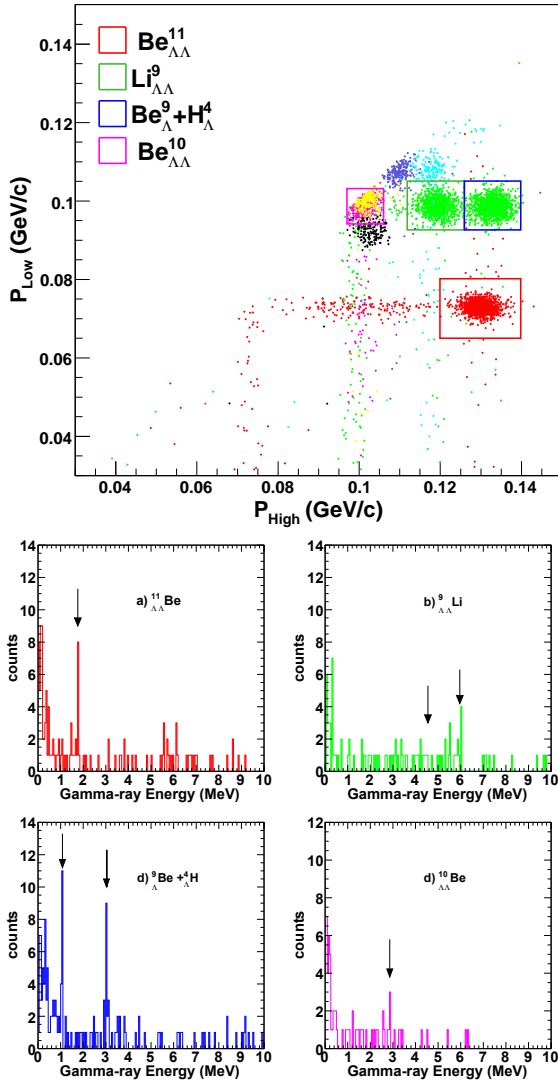 Be¹¹ΛΛ
Li⁹ΛΛ
Be⁹Λ+H⁴Λ
Be¹⁰ΛΛ
0.14
0.12
0.1
0.08
0.06
0.04
P_Low (GeV/c)
0.04 0.06 0.08 0.1 0.12 0.14
P_High (GeV/c)
14
12
10
8
6
4
2
0
counts
a) ¹¹ΛΛBe
0 1 2 3 4 5 6 7 8 9 10
Gamma-ray Energy (MeV)
14
12
10
8
6
4
2
0
counts
b) ⁹ΛΛLi
0 1 2 3 4 5 6 7 8 9 10
Gamma-ray Energy (MeV)
14
12
10
8
6
4
2
0
counts
d) ⁹ΛBe +⁴ΛH
0 1 2 3 4 5 6 7 8 9 10
Gamma-ray Energy (MeV)
12
10
8
6
4
2
0
counts
d) ¹⁰ΛΛBe
0 1 2 3 4 5 6 7 8 9 10
Gamma-ray Energy (MeV)